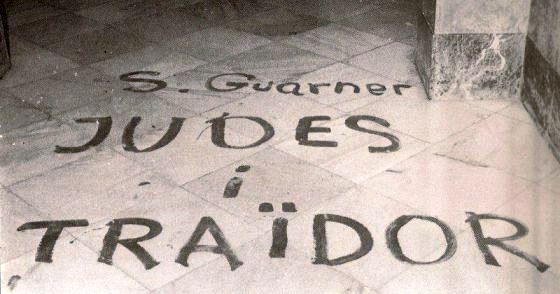 S. Guarner
JUDES
i
TRAÏDOR